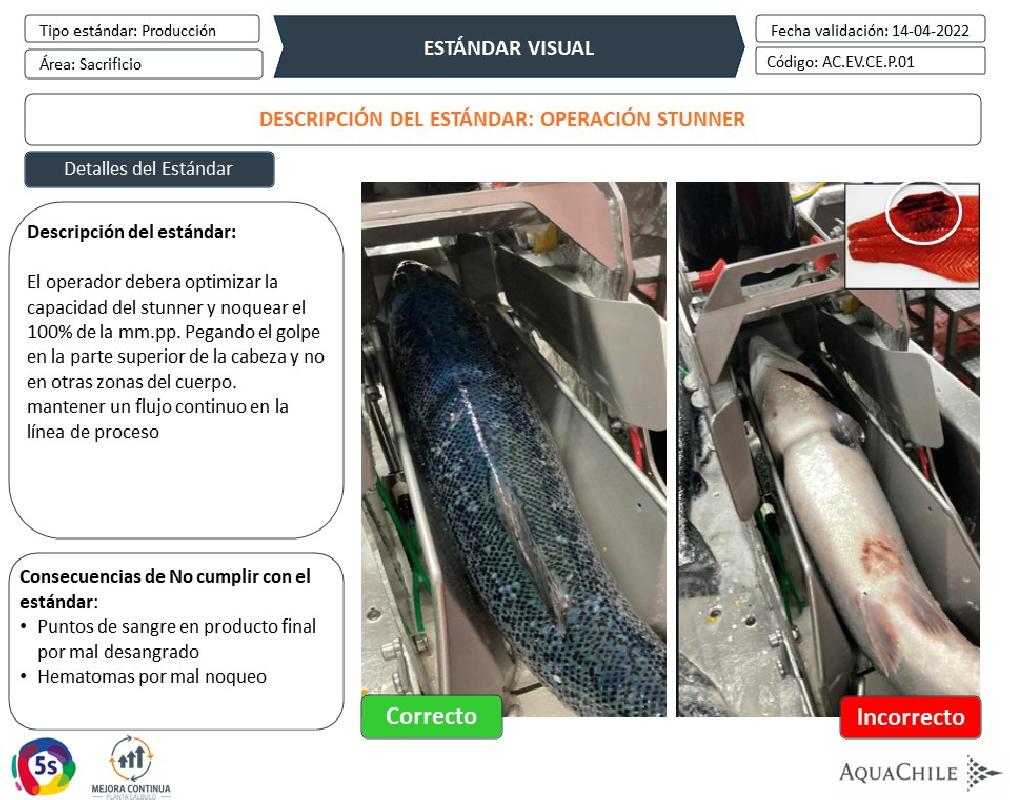 Tipo estándar: Producción
Área: Sacrificio
ESTÁNDAR VISUAL
Fecha validación: 14-04-2022
Código: AC.EV.CE.P.01
DESCRIPCIÓN DEL ESTÁNDAR: OPERACIÓN STUNNER
Detalles del Estándar
Descripción del estándar:
El operador debera optimizar la
capacidad del stunner y noquear el
100% de la mm.pp. Pegando el golpe
en la parte superior de la cabeza y no
en otras zonas del cuerpo.
mantener un flujo continuo en la
línea de proceso
Consecuencias de No cumplir con el
estándar:
• Puntos de sangre en producto final
por mal desangrado
• Hematomas por mal noqueo
Correcto
Incorrecto
5s
MEJORA CONTINUA
PLANTA CALBUCO
AQUACHILE